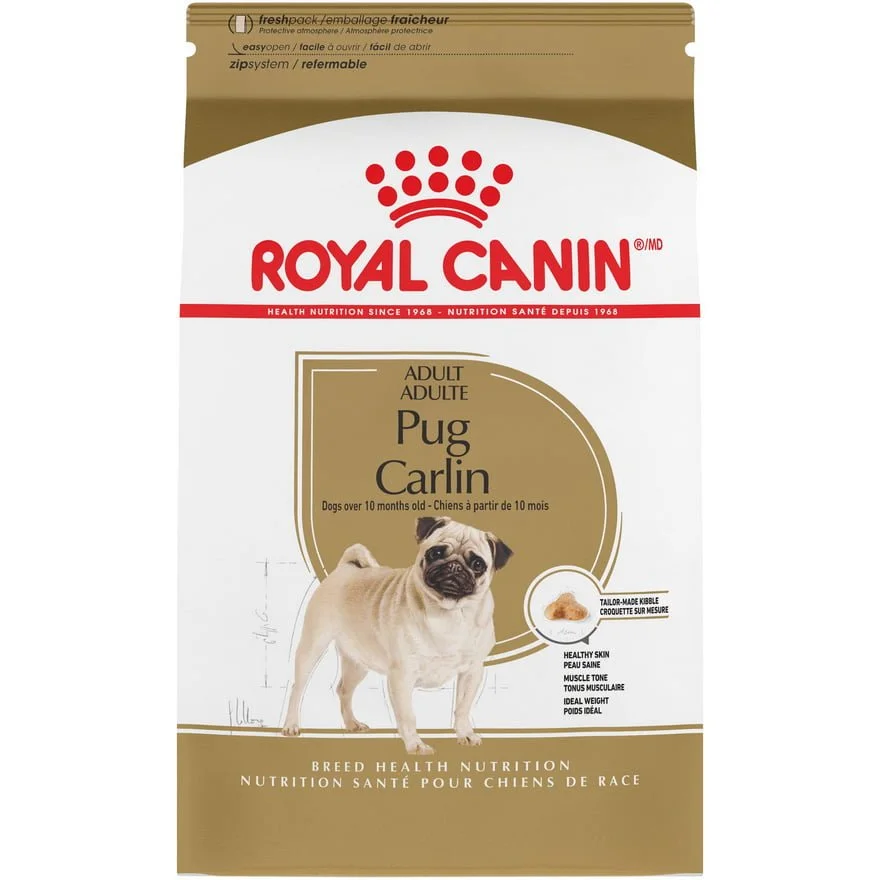 freshpack / emballage fraîcheur
Protective atmosphere / Atmosphère protectrice
easyopen / facile à ouvrir / fácil de abrir
zipsystem / refermable
ROYAL CANIN®/MD
HEALTH NUTRITION SINCE 1968 - NUTRITION SANTÉ DEPUIS 1968
ADULT
ADULTE
Pug
Carlin
Dogs over 10 months old - Chiens à partir de 10 mois
TAILOR-MADE KIBBLE
CROQUETTE SUR MESURE
HEALTHY SKIN
PEAU SAINE
MUSCLE TONE
TONUS MUSCULAIRE
IDEAL WEIGHT
POIDS IDÉAL
BREED HEALTH NUTRITION
NUTRITION SANTÉ POUR CHIENS DE RACE